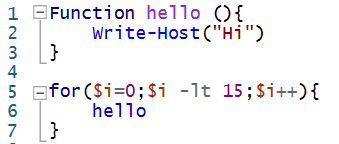 1 Function hello (){
2     Write-Host("Hi")
3 }
4
5 for($i=0;$i -lt 15;$i++){
6     hello
7 }